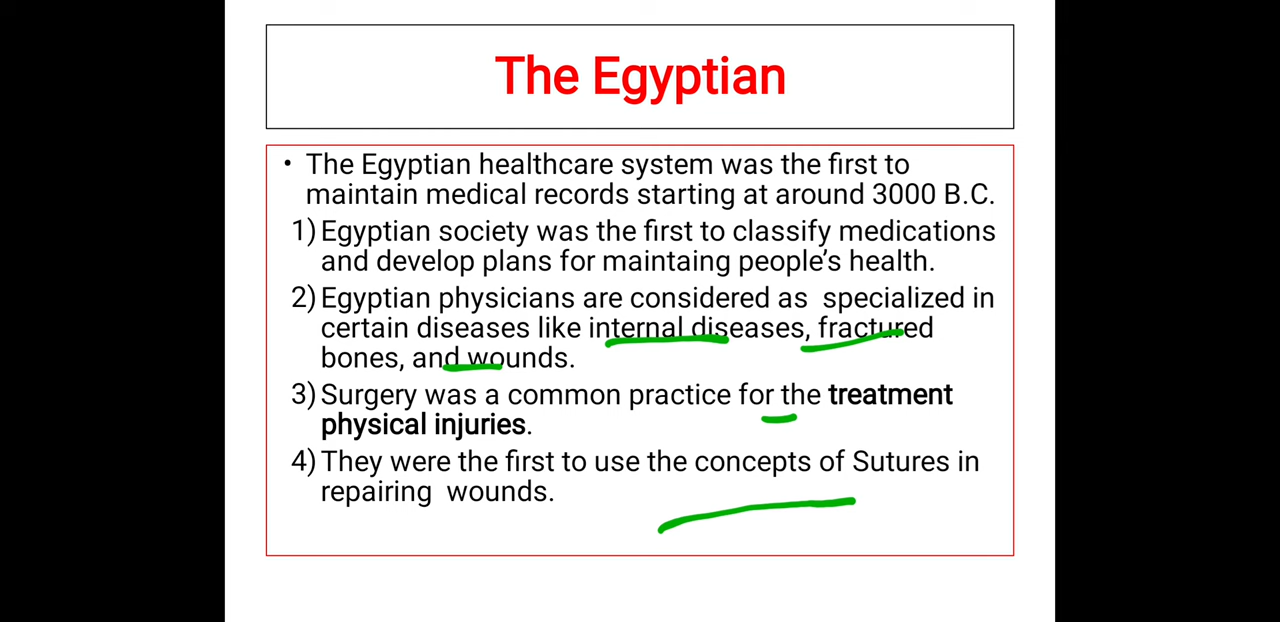 The Egyptian
• The Egyptian healthcare system was the first to
maintain medical records starting at around 3000 B.C.
1) Egyptian society was the first to classify medications
and develop plans for maintaing people's health.
2) Egyptian physicians are considered as specialized in
certain diseases like internal diseases, fractured
bones, and wounds.
3) Surgery was a common practice for the treatment
physical injuries.
4) They were the first to use the concepts of Sutures in
repairing wounds.